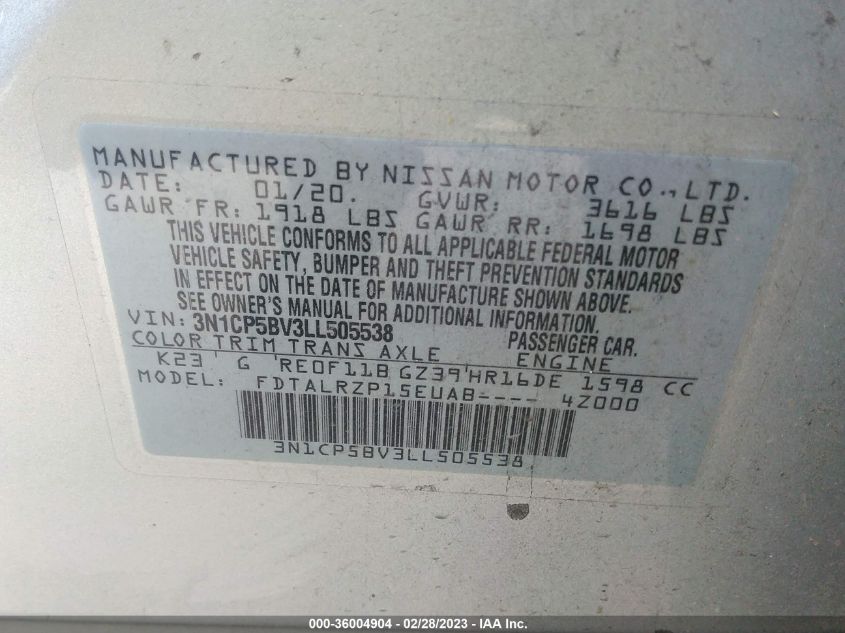 MANUFACTURED BY NISSAN MOTOR CO., LTD.
DATE: 01/20. GVWR: 3616 LBS
GAWR FR: 1918 LBS GAWR RR: 1698 LBS
THIS VEHICLE CONFORMS TO ALL APPLICABLE FEDERAL MOTOR
VEHICLE SAFETY, BUMPER AND THEFT PREVENTION STANDARDS
IN EFFECT ON THE DATE OF MANUFACTURE SHOWN ABOVE.
SEE OWNER'S MANUAL FOR ADDITIONAL INFORMATION.
VIN: 3N1CP5BV3LL505538 PASSENGER CAR.
COLOR TRIM TRANS AXLE ENGINE
K23 G RE0F11B GZ39 HR16DE 1598 CC
MODEL: FDTALRZP15EUAB---- 4Z000
3N1CP5BV3LL505538
000-36004904 - 02/28/2023 - IAA Inc.